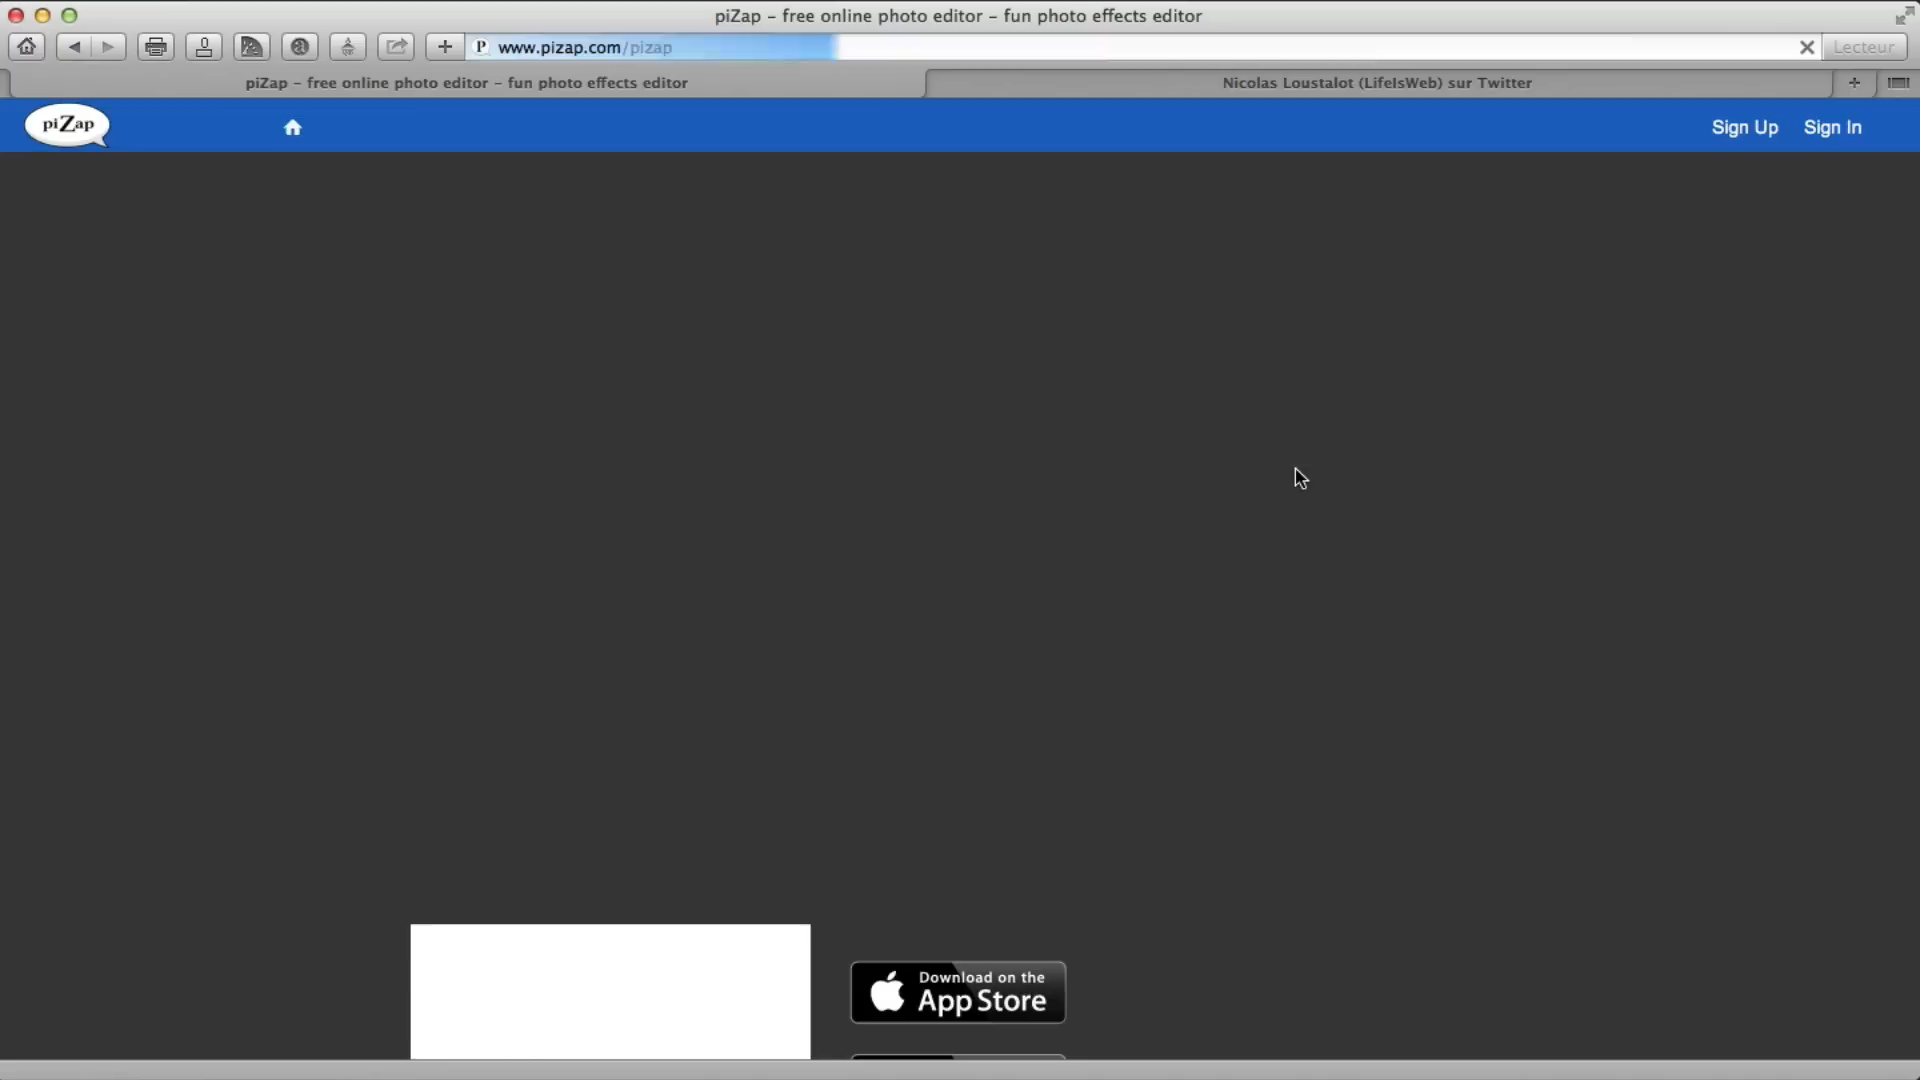 piZap – free online photo editor – fun photo effects editor
P www.pizap.com/pizap
Lecteur
piZap – free online photo editor – fun photo effects editor
Nicolas Loustalot (LifeIsWeb) sur Twitter
piZap
Sign Up
Sign In
Download on the
App Store